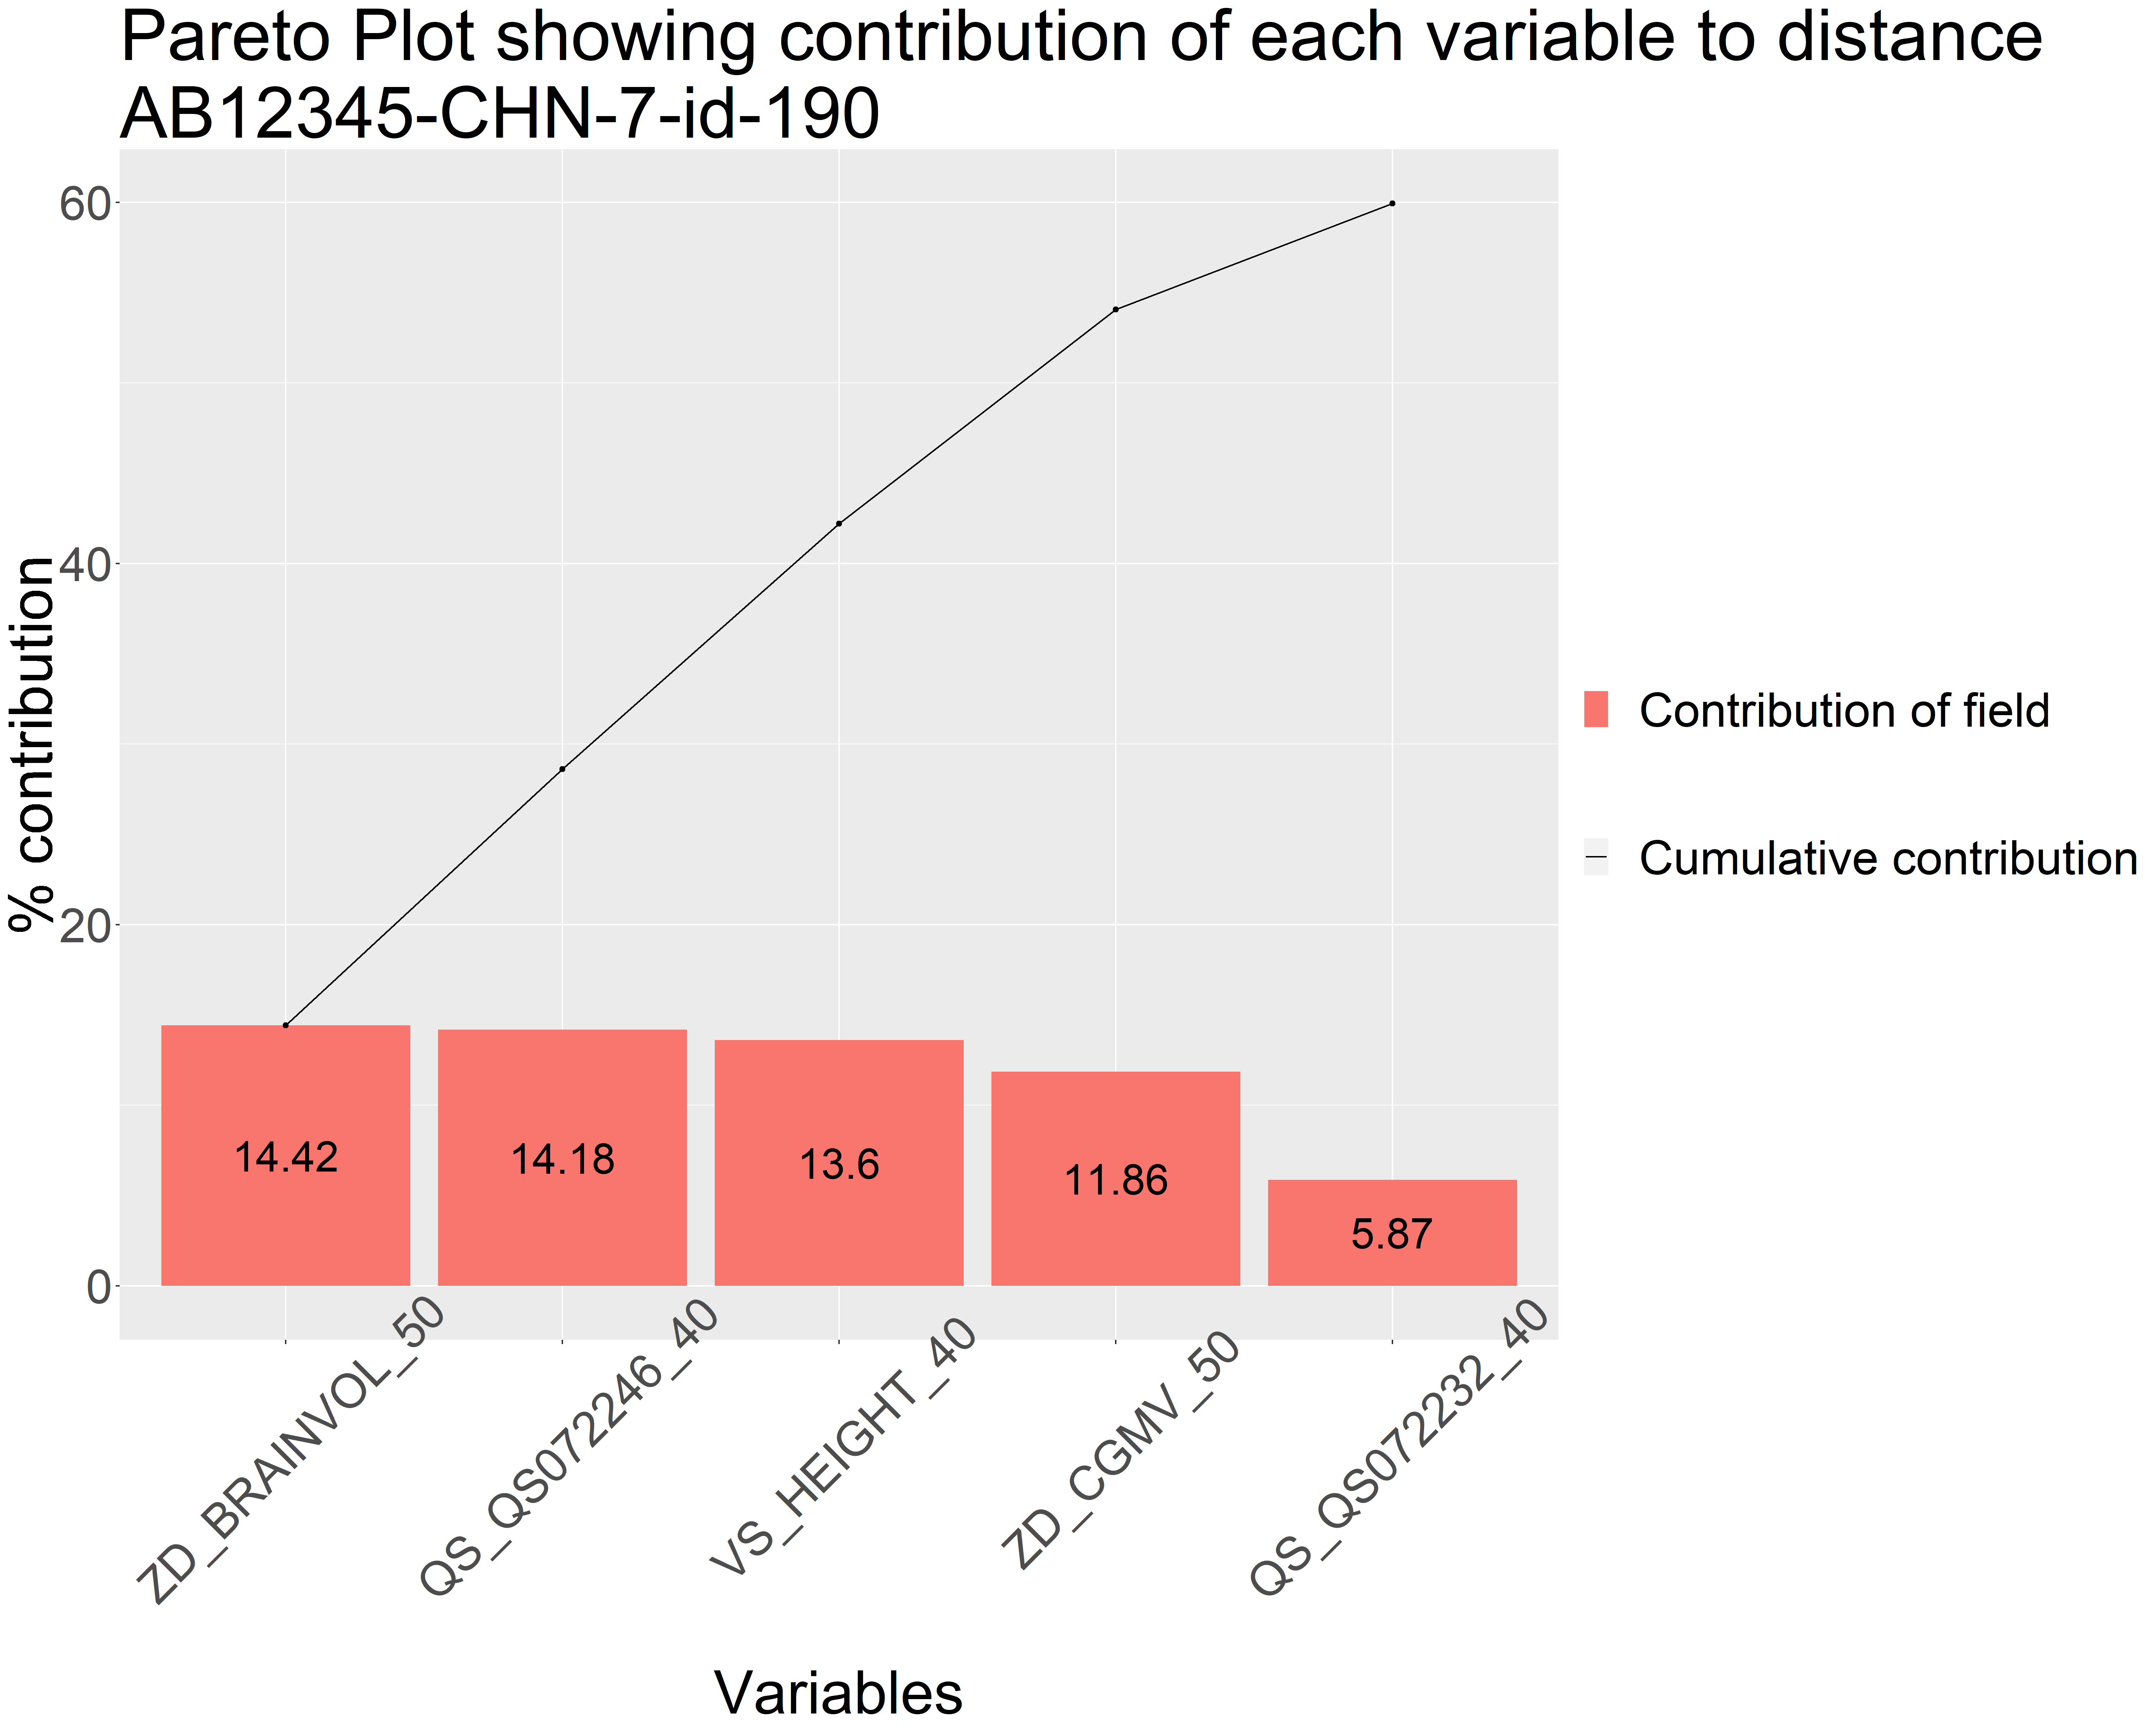 Pareto Plot showing contribution of each variable to distance
AB12345-CHN-7-id-190
60
40
20
0
% contribution
14.42
14.18
13.6
11.86
5.87
ZD_BRAINVOL_50
QS_QS072246_40
VS_HEIGHT_40
ZD_CGMV_50
QS_QS072232_40
Variables
Contribution of field
Cumulative contribution